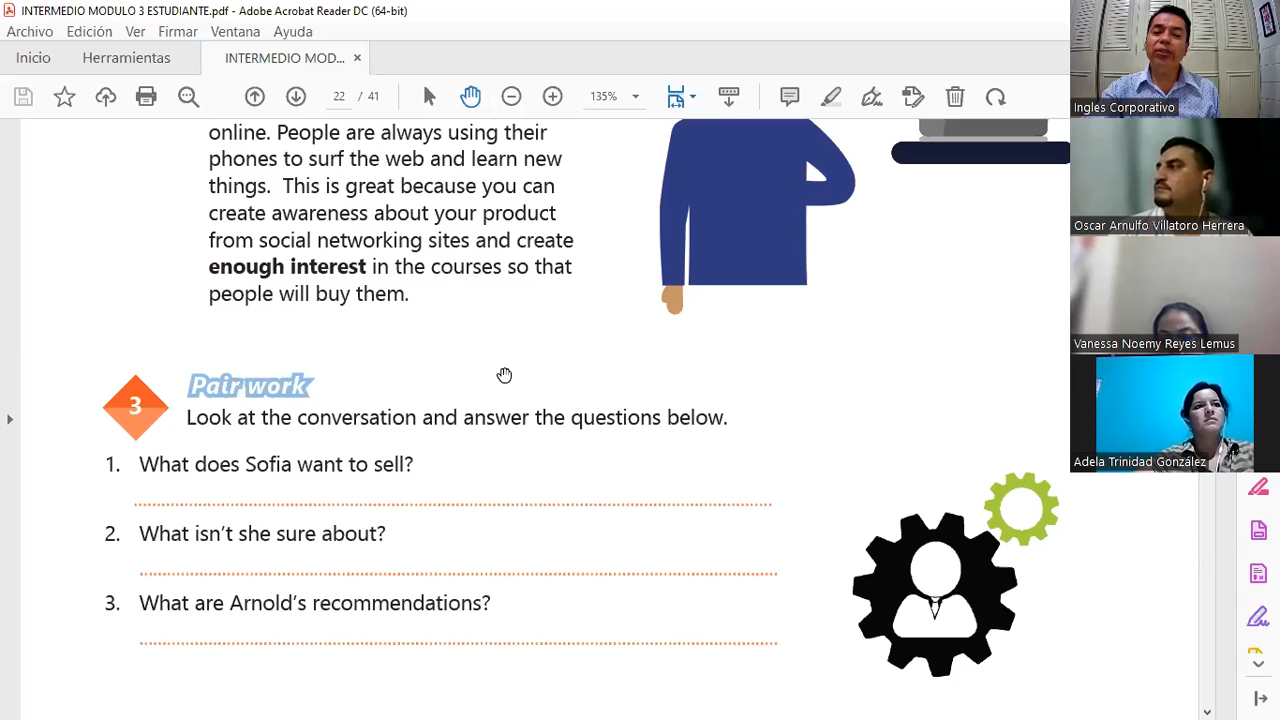 INTERMEDIO MODULO 3 ESTUDIANTE.pdf - Adobe Acrobat Reader DC (64-bit)
Archivo Edición Ver Firmar Ventana Ayuda
Inicio Herramientas INTERMEDIO MOD... ×
22 / 41 135%
online. People are always using their
phones to surf the web and learn new
things. This is great because you can
create awareness about your product
from social networking sites and create
enough interest in the courses so that
people will buy them.
3
Pair work
Look at the conversation and answer the questions below.
1. What does Sofia want to sell?
2. What isn't she sure about?
3. What are Arnold's recommendations?
Ingles Corporativo
Oscar Arnulfo Villatoro Herrera
Vanessa Noemy Reyes Lemus
Adela Trinidad González